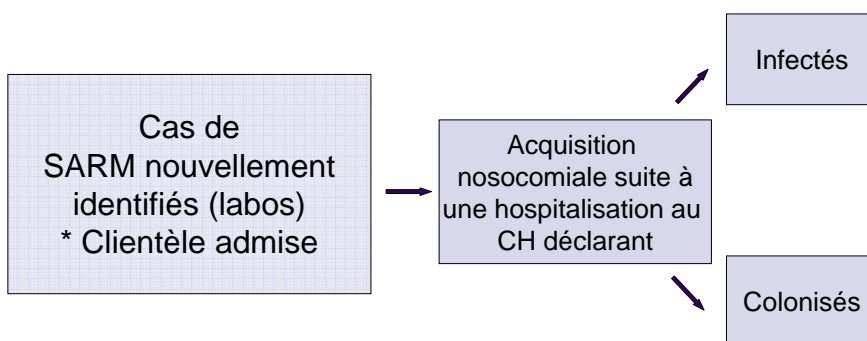 Cas de
SARM nouvellement
identifiés (labos)
* Clientèle admise
Acquisition
nosocomiale suite à
une hospitalisation au
CH déclarant
Infectés
Colonisés